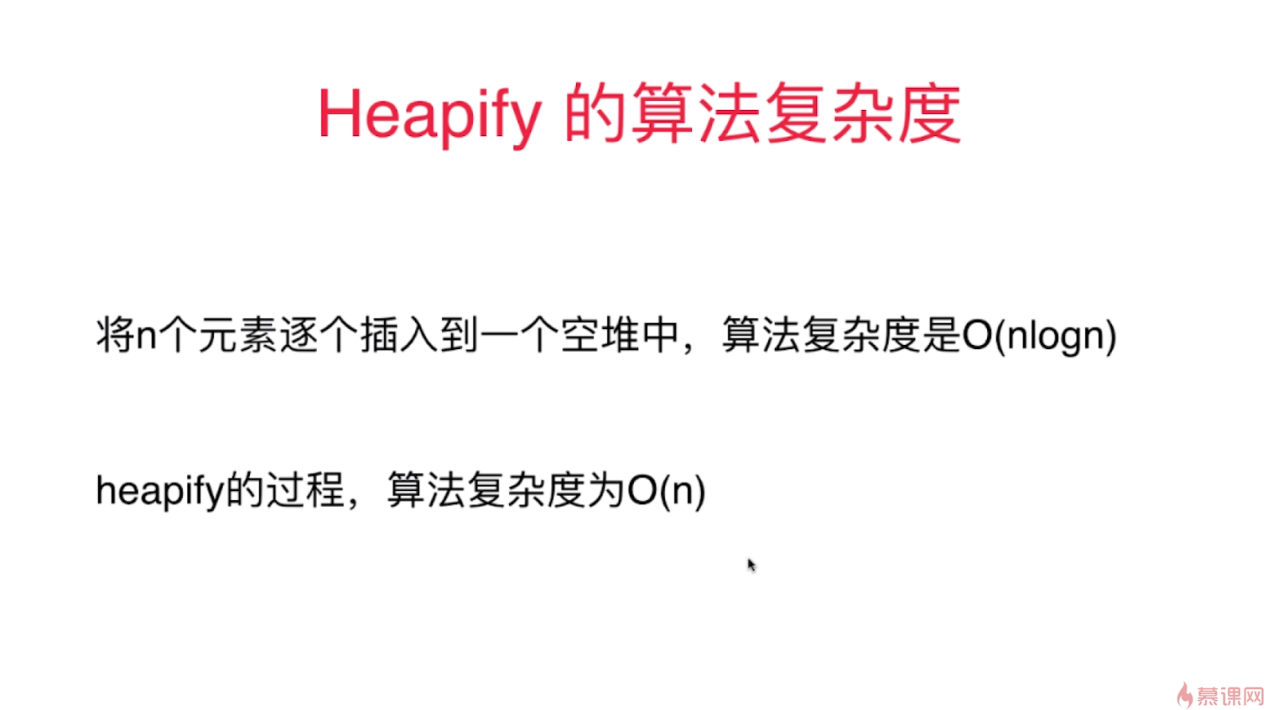 Heapify 的算法复杂度
将n个元素逐个插入到一个空堆中，算法复杂度是O(nlogn)
heapify的过程，算法复杂度为O(n)
慕课网